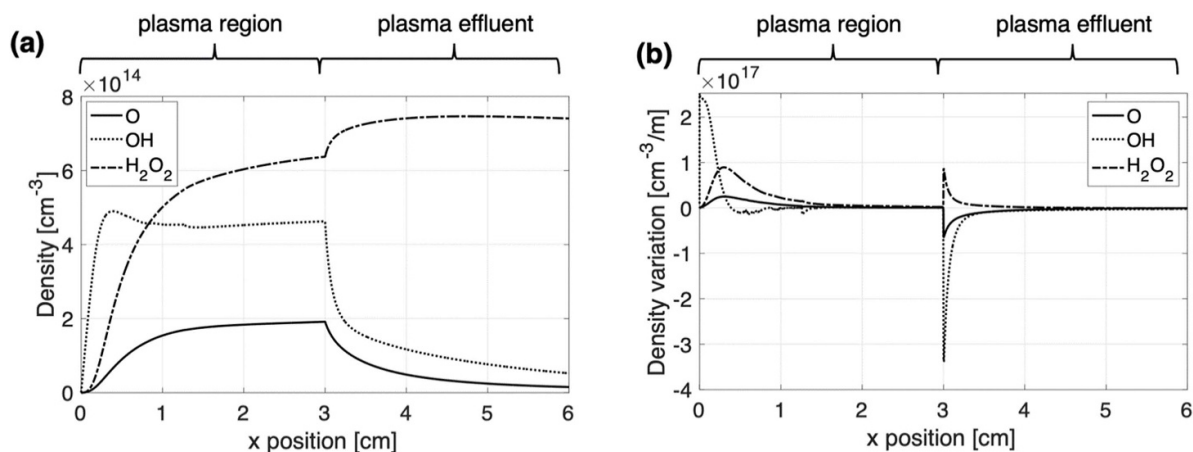 (a)
plasma region
plasma effluent
×10^14
8
6
4
2
0
Density [cm^-3]
O
OH
H₂O₂
0 1 2 3 4 5 6
x position [cm]
(b)
plasma region
plasma effluent
×10^17
2
1
0
-1
-2
-3
-4
Density variation [cm^-3/m]
O
OH
H₂O₂
0 1 2 3 4 5 6
x position [cm]